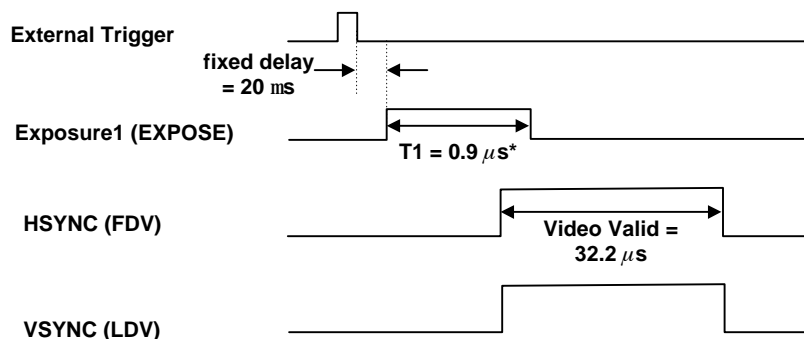 External Trigger
fixed delay
= 20 ms
Exposure1 (EXPOSE)
T1 = 0.9 μs*
HSYNC (FDV)
Video Valid =
32.2 μs
VSYNC (LDV)